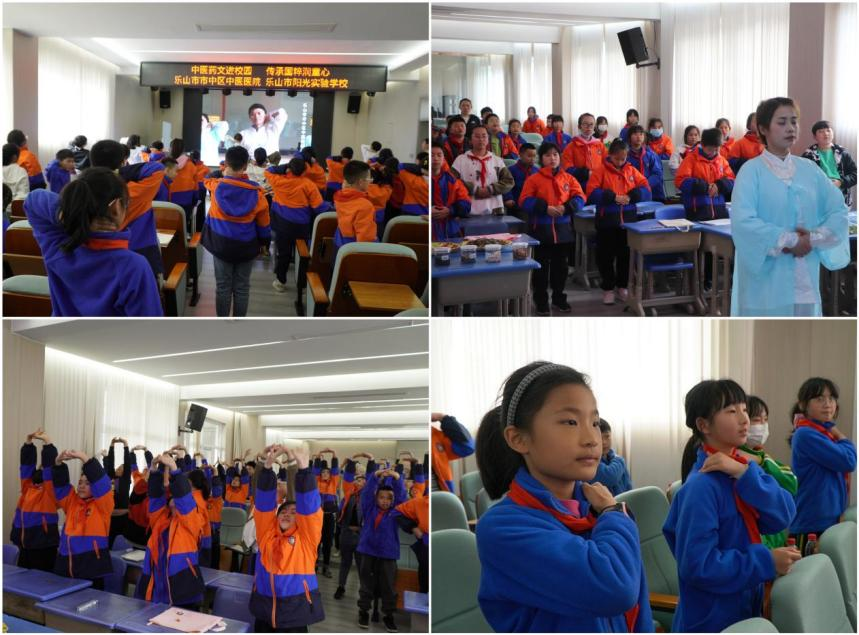 中医药文进校园 传承国粹润童心
乐山市市中区中医医院 乐山市阳光实验学校